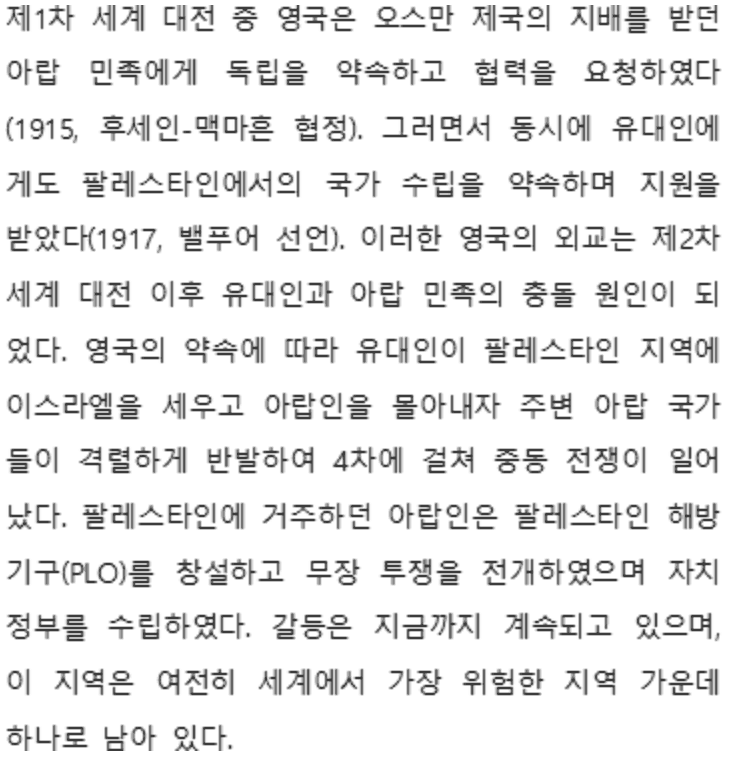 제1차 세계 대전 중 영국은 오스만 제국의 지배를 받던
아랍 민족에게 독립을 약속하고 협력을 요청하였다
(1915, 후세인-맥마흔 협정). 그러면서 동시에 유대인에
게도 팔레스타인에서의 국가 수립을 약속하며 지원을
받았다(1917, 밸푸어 선언). 이러한 영국의 외교는 제2차
세계 대전 이후 유대인과 아랍 민족의 충돌 원인이 되
었다. 영국의 약속에 따라 유대인이 팔레스타인 지역에
이스라엘을 세우고 아랍인을 몰아내자 주변 아랍 국가
들이 격렬하게 반발하여 4차에 걸쳐 중동 전쟁이 일어
났다. 팔레스타인에 거주하던 아랍인은 팔레스타인 해방
기구(PLO)를 창설하고 무장 투쟁을 전개하였으며 자치
정부를 수립하였다. 갈등은 지금까지 계속되고 있으며,
이 지역은 여전히 세계에서 가장 위험한 지역 가운데
하나로 남아 있다.